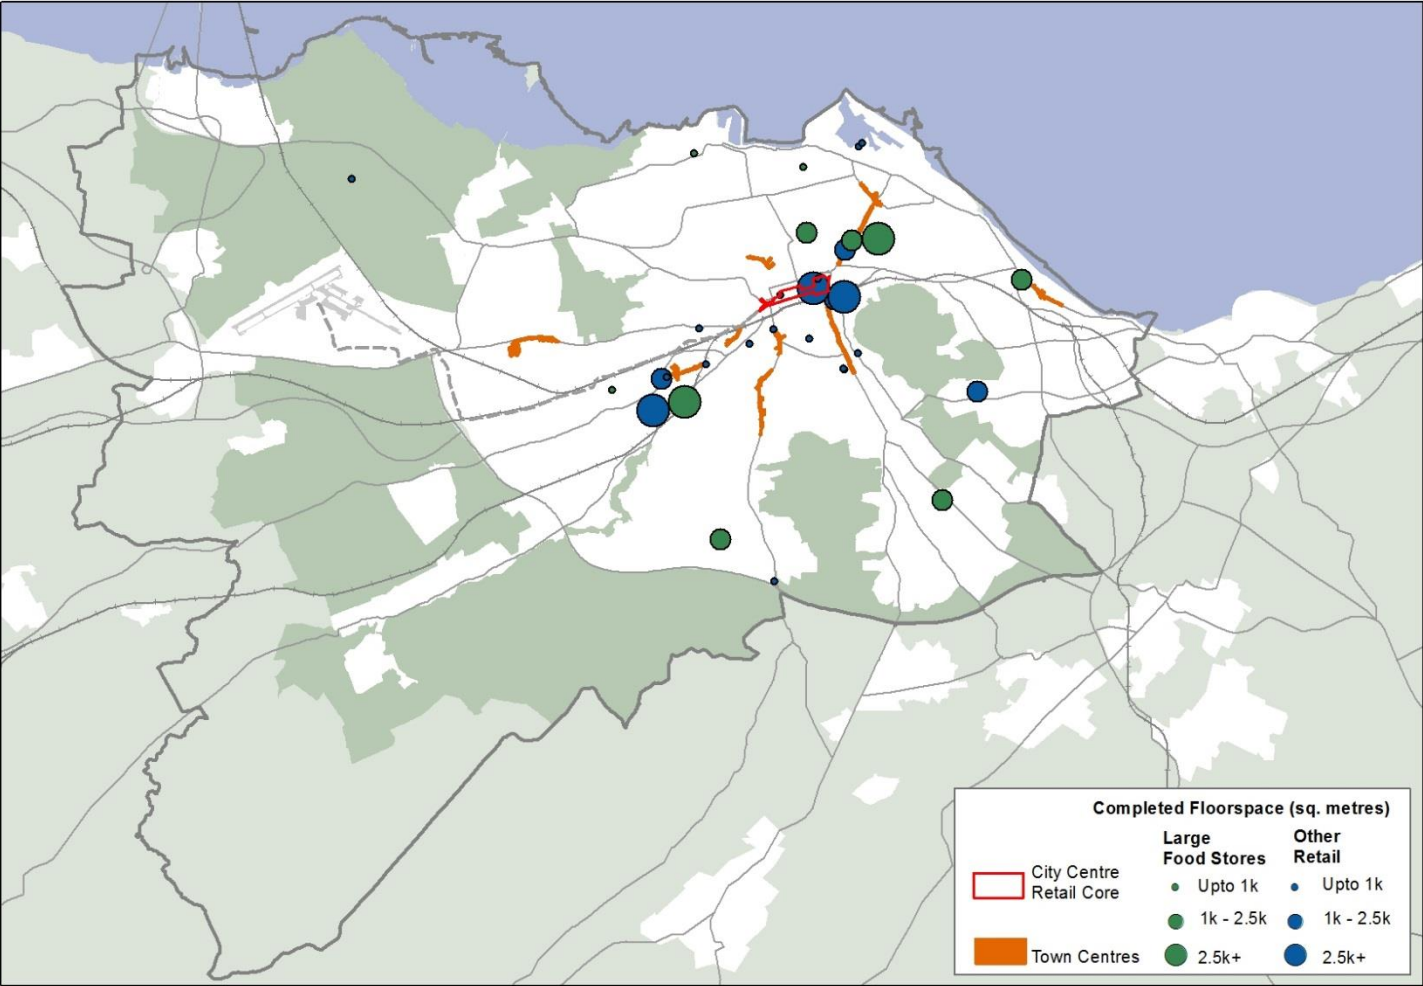 Completed Floorspace (sq. metres)
Large
Food Stores
Other
Retail
City Centre
Retail Core
Upto 1k
Upto 1k
1k - 2.5k
1k - 2.5k
Town Centres
2.5k+
2.5k+